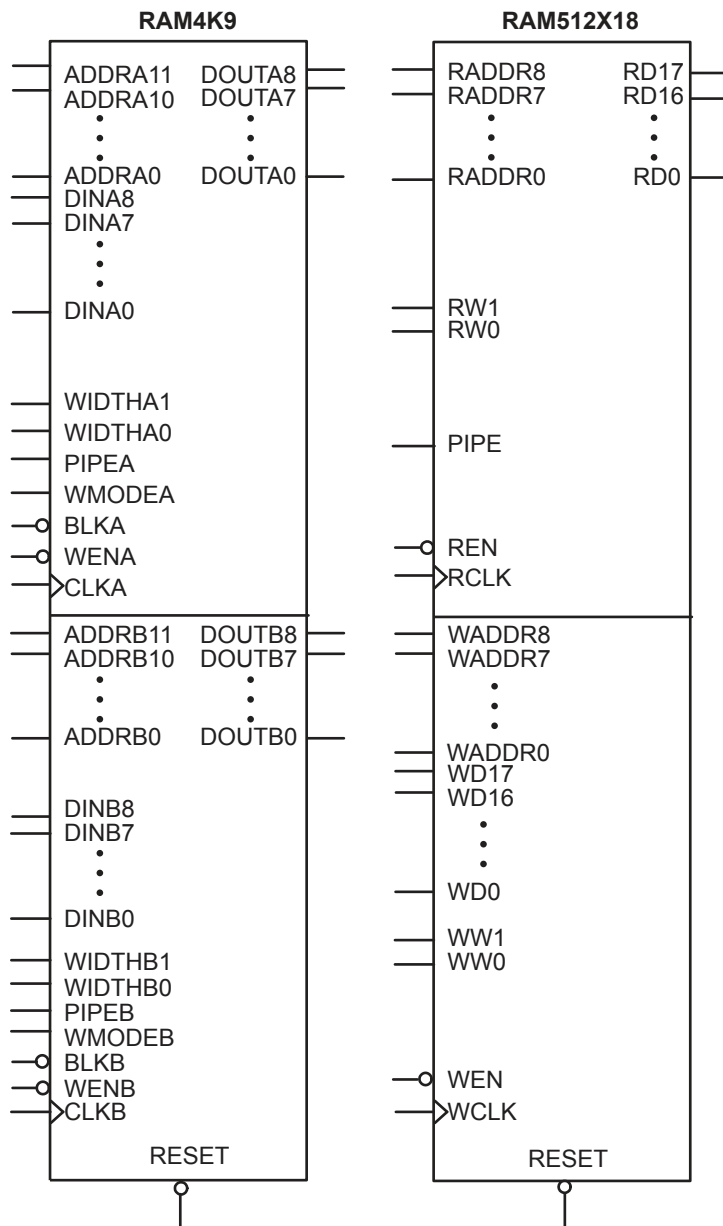 RAM4K9
ADDRA11 DOUTA8
ADDRA10 DOUTA7
ADDRA0 DOUTA0
DINA8
DINA7
DINA0
WIDTHA1
WIDTHA0
PIPEA
WMODEA
BLKA
WENA
CLKA
ADDRB11 DOUTB8
ADDRB10 DOUTB7
ADDRB0 DOUTB0
DINB8
DINB7
DINB0
WIDTHB1
WIDTHB0
PIPEB
WMODEB
BLKB
WENB
CLKB
RESET
RAM512X18
RADDR8 RD17
RADDR7 RD16
RADDR0 RD0
RW1
RW0
PIPE
REN
RCLK
WADDR8
WADDR7
WADDR0
WD17
WD16
WD0
WW1
WW0
WEN
WCLK
RESET